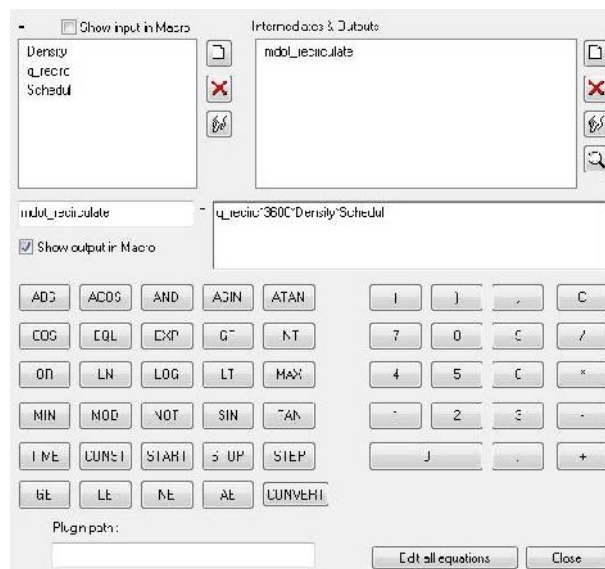 Show input in Macro
Intermediates & Outputs
Density
q_recirc
Schedul
mdot_recirculate
mdot_recirculate = q_recirc*3600*Density*Schedul
Show output in Macro
ABS ACOS AND ASIN ATAN ( ) , C
COS EQL EXP GT INT 7 8 9 /
OR LN LOG LT MAX 4 5 6 *
MIN MOD NOT SIN TAN 1 2 3 -
TIME CONST START STOP STEP 0 . +
GE LE NE AE CONVERT
Plugin path :
Edit all equations Close